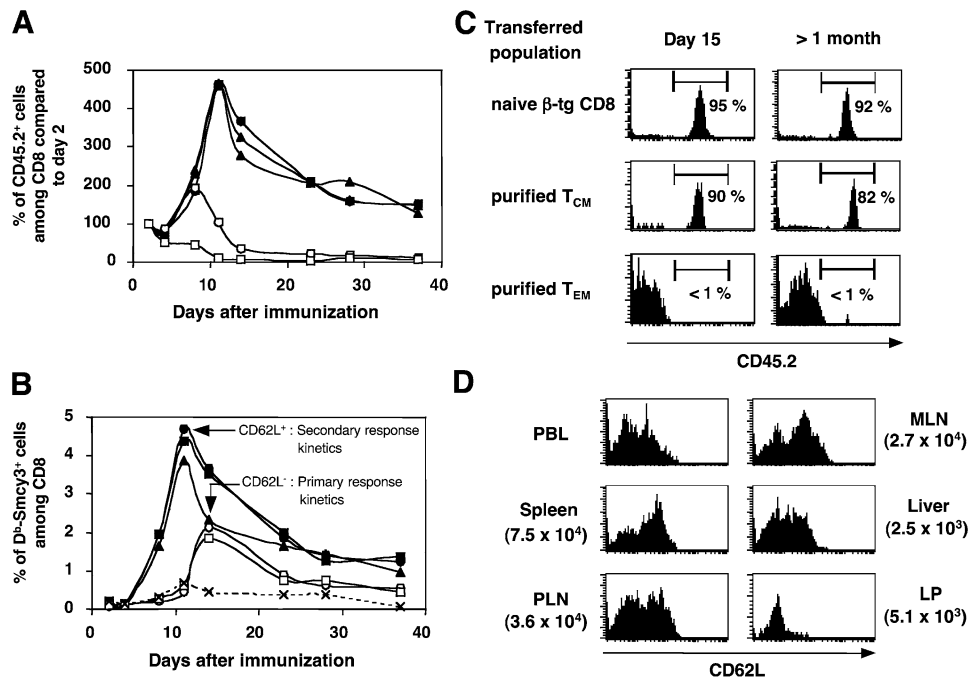 A
% of CD45.2⁺ cells
among CD8 compared
to day 2
500
400
300
200
100
0
0
10
20
30
40
Days after immunization
B
% of Dᵇ-Smcy3⁺ cells
among CD8
5
4
3
2
1
0
0
10
20
30
40
CD62L⁺ : Secondary response
kinetics
CD62L⁻ : Primary response
kinetics
Days after immunization
C
Transferred
population
Day 15
> 1 month
naive β-tg CD8
95 %
92 %
purified T_CM
90 %
82 %
purified T_EM
< 1 %
< 1 %
CD45.2
D
PBL
MLN
(2.7 x 10⁴)
Spleen
(7.5 x 10⁴)
Liver
(2.5 x 10³)
PLN
(3.6 x 10⁴)
LP
(5.1 x 10³)
CD62L